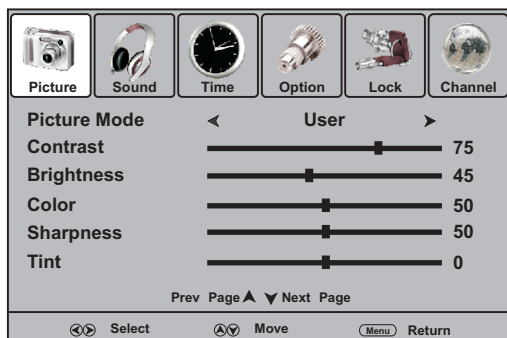 Picture Sound Time Option Lock Channel
Picture Mode User
Contrast 75
Brightness 45
Color 50
Sharpness 50
Tint 0
Prev Page Next Page
Select Move Menu Return